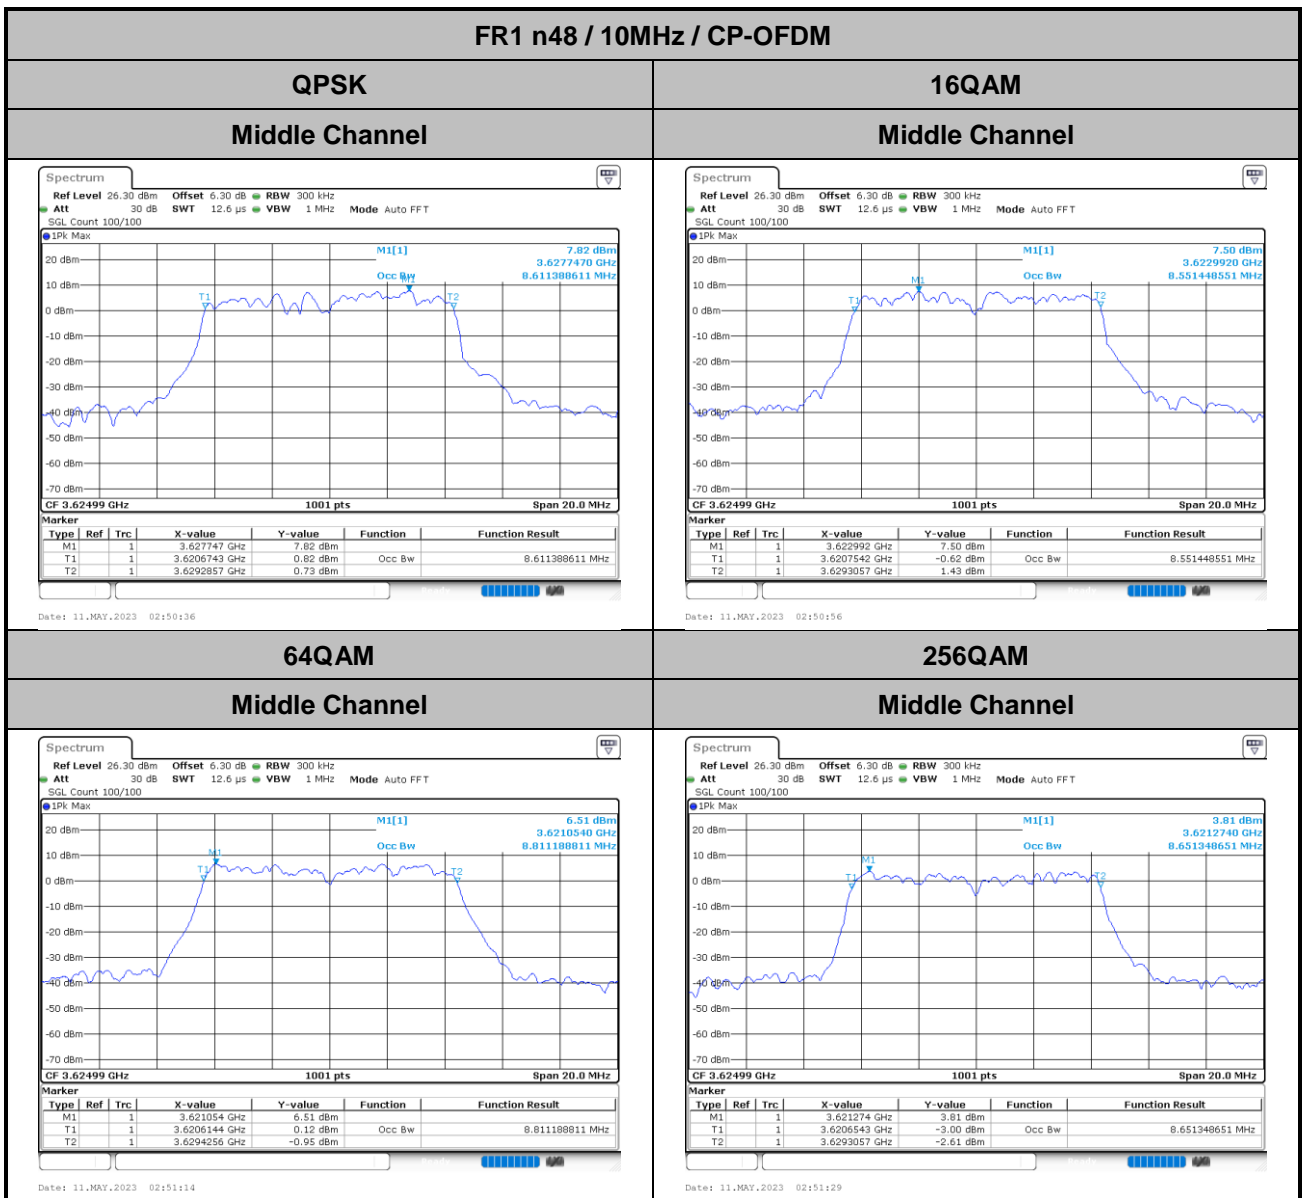 FR1 n48 / 10MHz / CP-OFDM
QPSK 16QAM
Middle Channel Middle Channel
Spectrum
Ref Level 26.30 dBm Offset 6.30 dB RBW 300 kHz
Att 30 dB SWT 12.6 µs VBW 1 MHz Mode Auto FFT
SGL Count 100/100
1Pk Max
M1[1] 7.82 dBm
3.6277470 GHz
Occ Bw 8.611388611 MHz
20 dBm
10 dBm
0 dBm
-10 dBm
-20 dBm
-30 dBm
-40 dBm
-50 dBm
-60 dBm
-70 dBm
T1
M1
T2
CF 3.62499 GHz 1001 pts Span 20.0 MHz
Marker
Type Ref Trc X-value Y-value Function Function Result
M1 1 3.627747 GHz 7.82 dBm
T1 1 3.6206743 GHz 0.82 dBm Occ Bw 8.611388611 MHz
T2 1 3.6292857 GHz 0.73 dBm
Date: 11.MAY.2023 02:50:36
Spectrum
Ref Level 26.30 dBm Offset 6.30 dB RBW 300 kHz
Att 30 dB SWT 12.6 µs VBW 1 MHz Mode Auto FFT
SGL Count 100/100
1Pk Max
M1[1] 7.50 dBm
3.6229920 GHz
Occ Bw 8.551448551 MHz
20 dBm
10 dBm
0 dBm
-10 dBm
-20 dBm
-30 dBm
-40 dBm
-50 dBm
-60 dBm
-70 dBm
T1
M1
T2
CF 3.62499 GHz 1001 pts Span 20.0 MHz
Marker
Type Ref Trc X-value Y-value Function Function Result
M1 1 3.622992 GHz 7.50 dBm
T1 1 3.6207542 GHz -0.62 dBm Occ Bw 8.551448551 MHz
T2 1 3.6293057 GHz 1.43 dBm
Date: 11.MAY.2023 02:50:56
64QAM 256QAM
Middle Channel Middle Channel
Spectrum
Ref Level 26.30 dBm Offset 6.30 dB RBW 300 kHz
Att 30 dB SWT 12.6 µs VBW 1 MHz Mode Auto FFT
SGL Count 100/100
1Pk Max
M1[1] 6.51 dBm
3.6210540 GHz
Occ Bw 8.811188811 MHz
20 dBm
10 dBm
0 dBm
-10 dBm
-20 dBm
-30 dBm
-40 dBm
-50 dBm
-60 dBm
-70 dBm
T1
M1
T2
CF 3.62499 GHz 1001 pts Span 20.0 MHz
Marker
Type Ref Trc X-value Y-value Function Function Result
M1 1 3.621054 GHz 6.51 dBm
T1 1 3.6206144 GHz 0.12 dBm Occ Bw 8.811188811 MHz
T2 1 3.6294256 GHz -0.95 dBm
Date: 11.MAY.2023 02:51:14
Spectrum
Ref Level 26.30 dBm Offset 6.30 dB RBW 300 kHz
Att 30 dB SWT 12.6 µs VBW 1 MHz Mode Auto FFT
SGL Count 100/100
1Pk Max
M1[1] 3.81 dBm
3.6212740 GHz
Occ Bw 8.651348651 MHz
20 dBm
10 dBm
0 dBm
-10 dBm
-20 dBm
-30 dBm
-40 dBm
-50 dBm
-60 dBm
-70 dBm
T1
M1
T2
CF 3.62499 GHz 1001 pts Span 20.0 MHz
Marker
Type Ref Trc X-value Y-value Function Function Result
M1 1 3.621274 GHz 3.81 dBm
T1 1 3.6206543 GHz -3.00 dBm Occ Bw 8.651348651 MHz
T2 1 3.6293057 GHz -2.61 dBm
Date: 11.MAY.2023 02:51:29